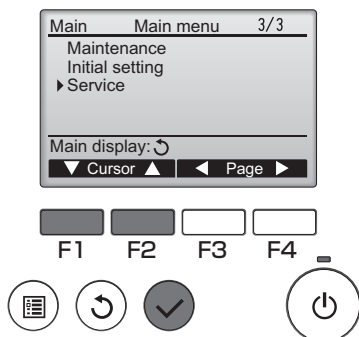 Main Main menu 3/3
Maintenance
Initial setting
Service
Main display:
Cursor Page
F1 F2 F3 F4